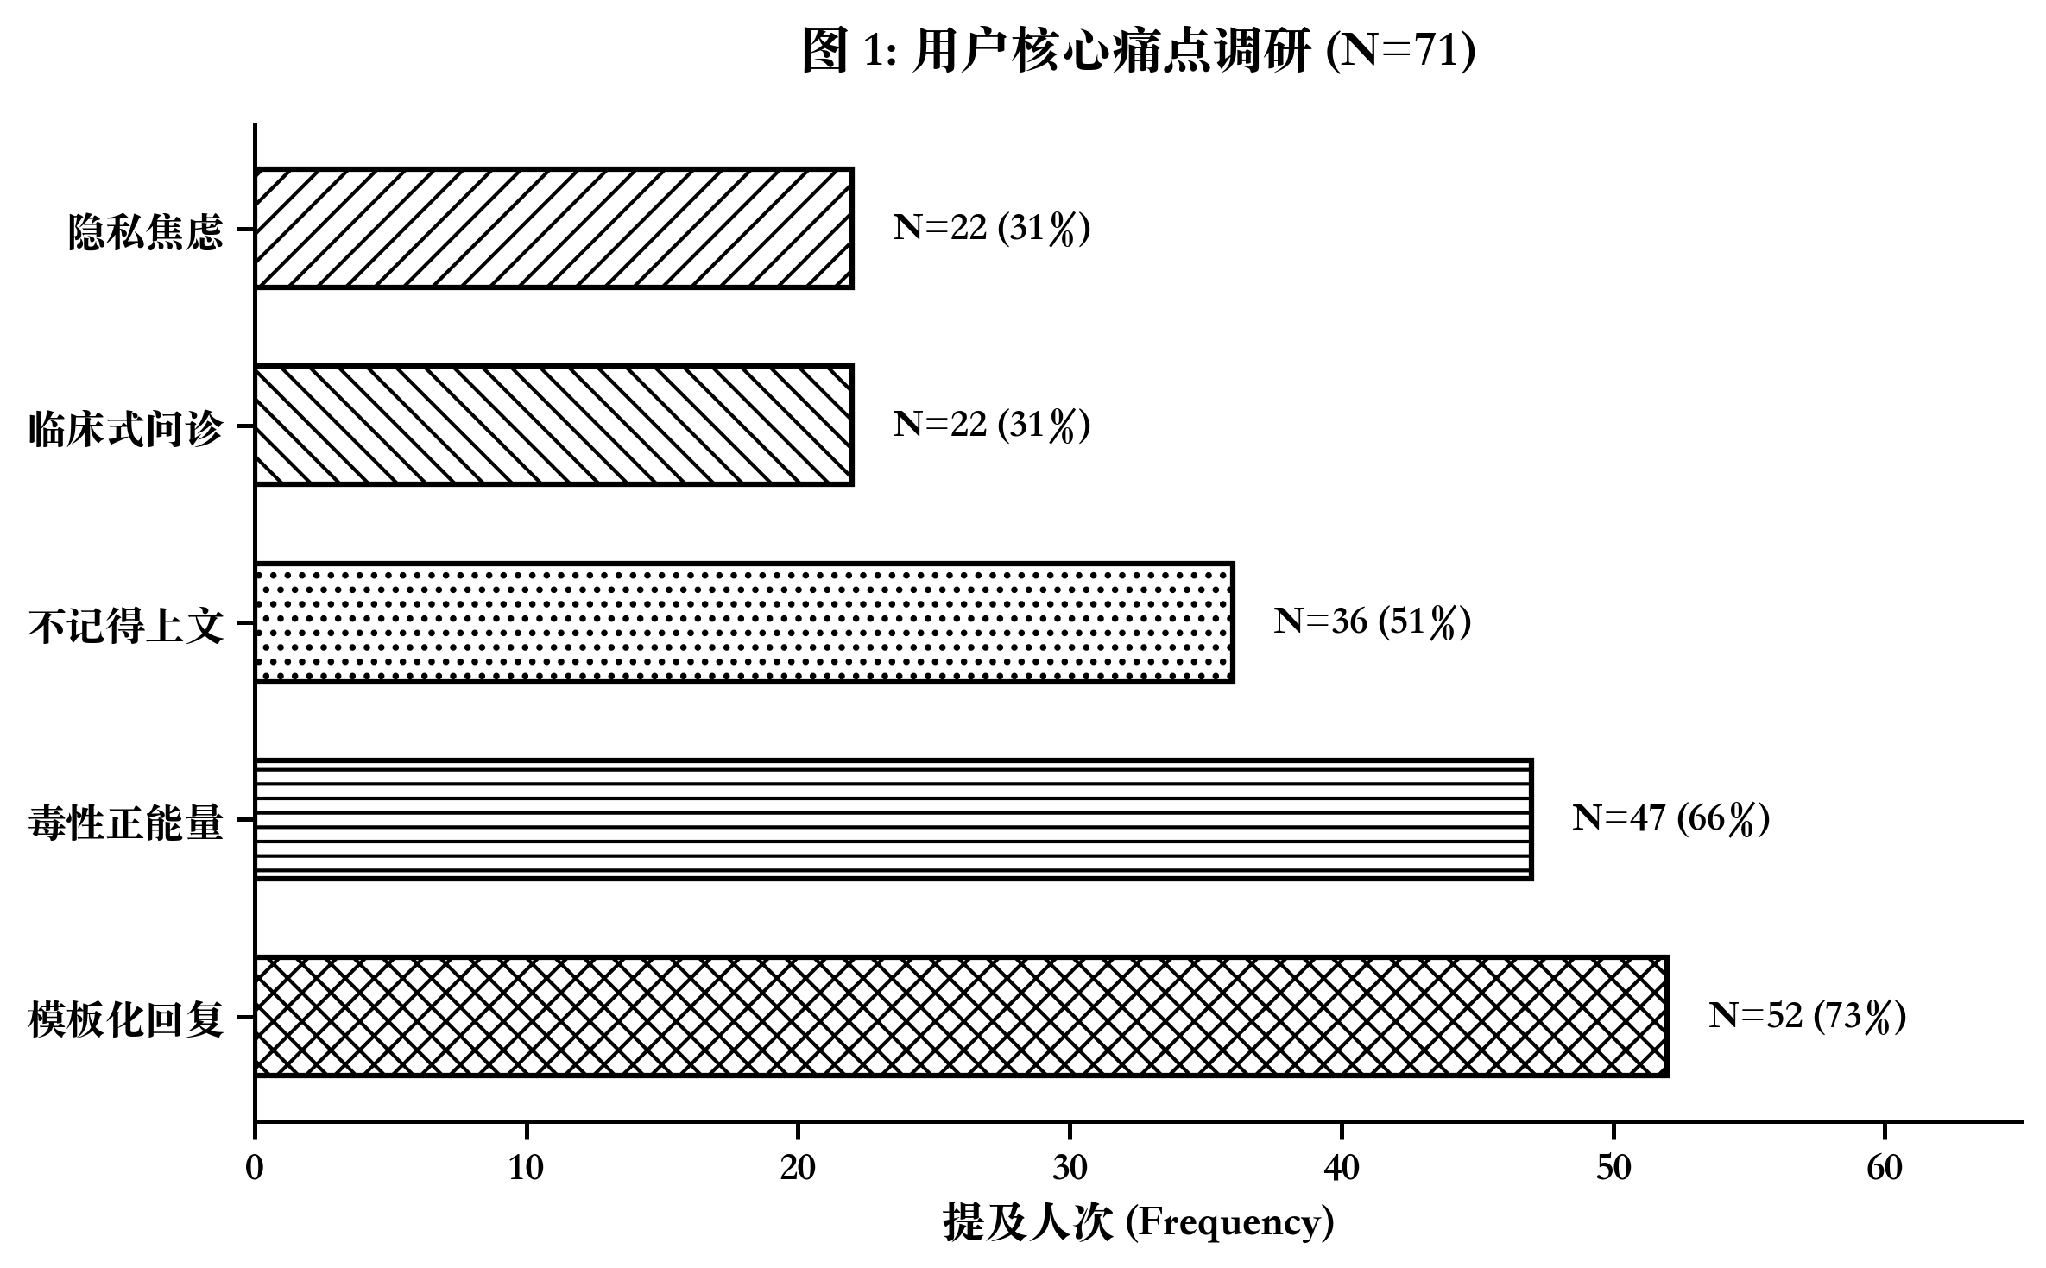 图 1: 用户核心痛点调研 (N=71)
隐私焦虑
N=22 (31%)
临床式问诊
N=22 (31%)
不记得上文
N=36 (51%)
毒性正能量
N=47 (66%)
模板化回复
N=52 (73%)
0 10 20 30 40 50 60
提及人次 (Frequency)